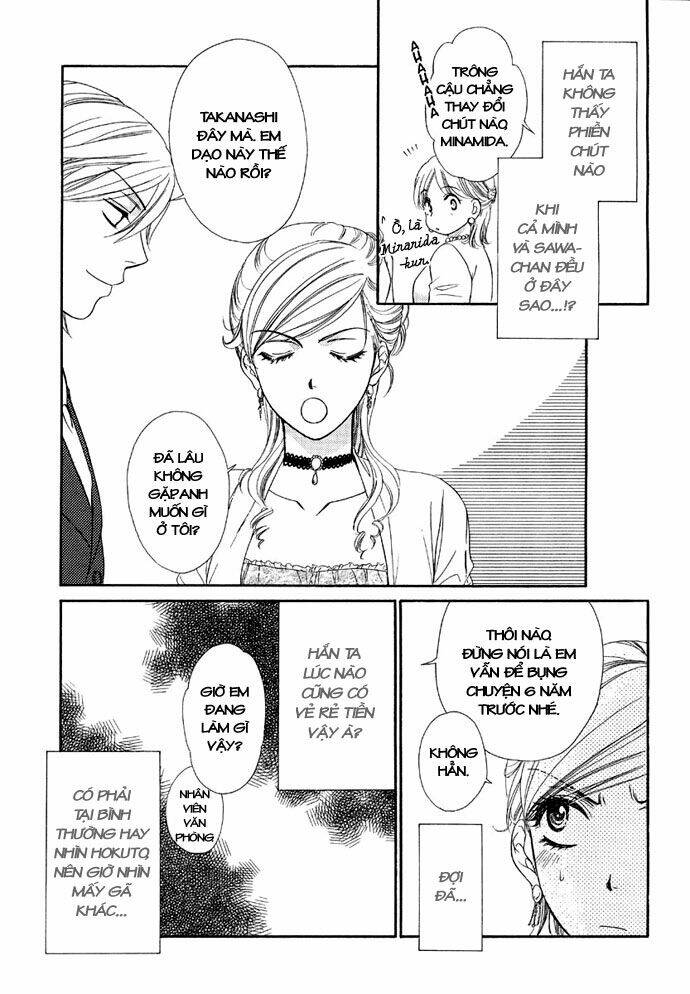 HẮN TA
KHÔNG
THẤY
PHIỀN
CHÚT
NÀO
KHI
CẢ MÌNH
VÀ SAWA-
CHAN ĐỀU
Ở ĐÂY
SAO...!?
TRÔNG
CẬU CHẲNG
THAY ĐỔI
CHÚT NÀO,
MINAMIDA.
AHAHAHA
Ồ, là
Minamida
-kun.
TAKANASHI
ĐÂY MÀ. EM
DẠO NÀY THẾ
NÀO RỒI?
ĐÃ LÂU
KHÔNG
GẶP.ANH
MUỐN GÌ
Ở TÔI?
THÔI NÀO,
ĐỪNG NÓI LÀ EM
VẪN ĐỂ BỤNG
CHUYỆN 6 NĂM
TRƯỚC NHÉ.
KHÔNG
HẲN.
ĐỢI
ĐÃ...
HẮN TA
LÚC NÀO
CŨNG CÓ
VẺ RẺ TIỀN
VẬY À?
GIỜ EM
ĐANG
LÀM GÌ
VẬY?
NHÂN
VIÊN
VĂN
PHÒNG
CÓ PHẢI
TẠI BÌNH
THƯỜNG HAY
NHÌN HOKUTO,
NÊN GIỜ NHÌN
MẤY GÃ
KHÁC...